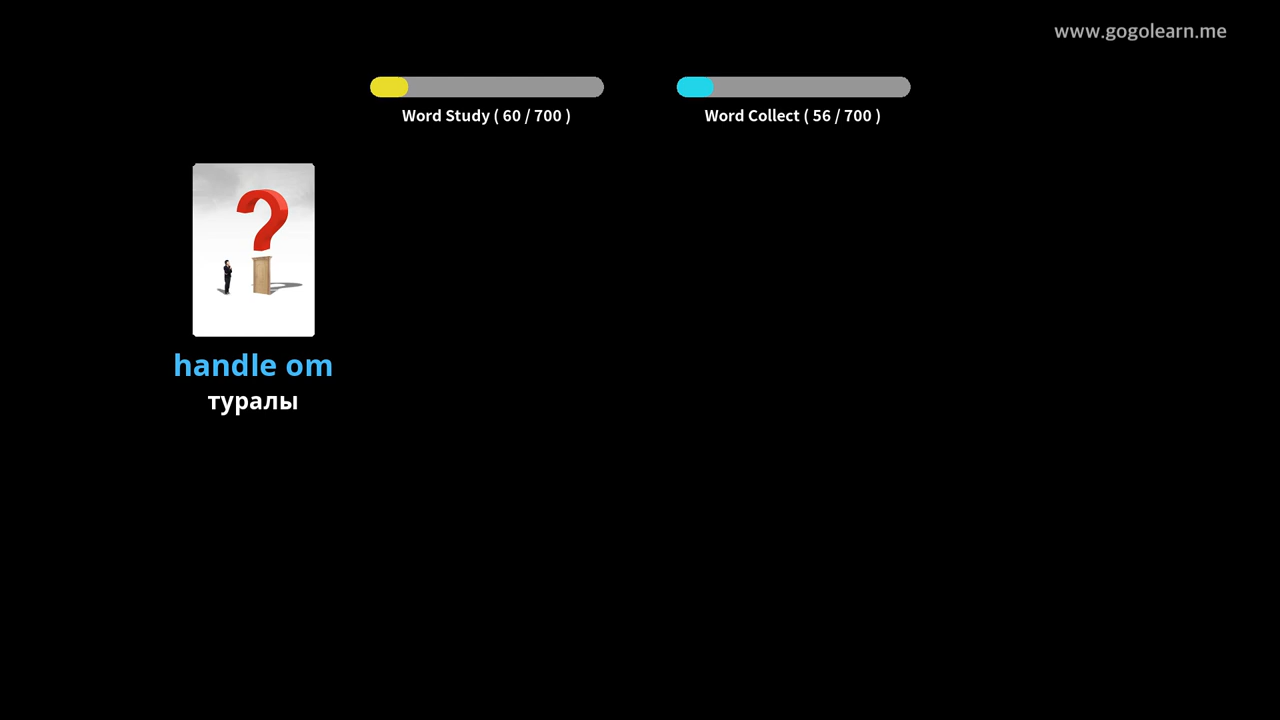 www.gogolearn.me
Word Study ( 60 / 700 )
Word Collect ( 56 / 700 )
?
handle om
туралы